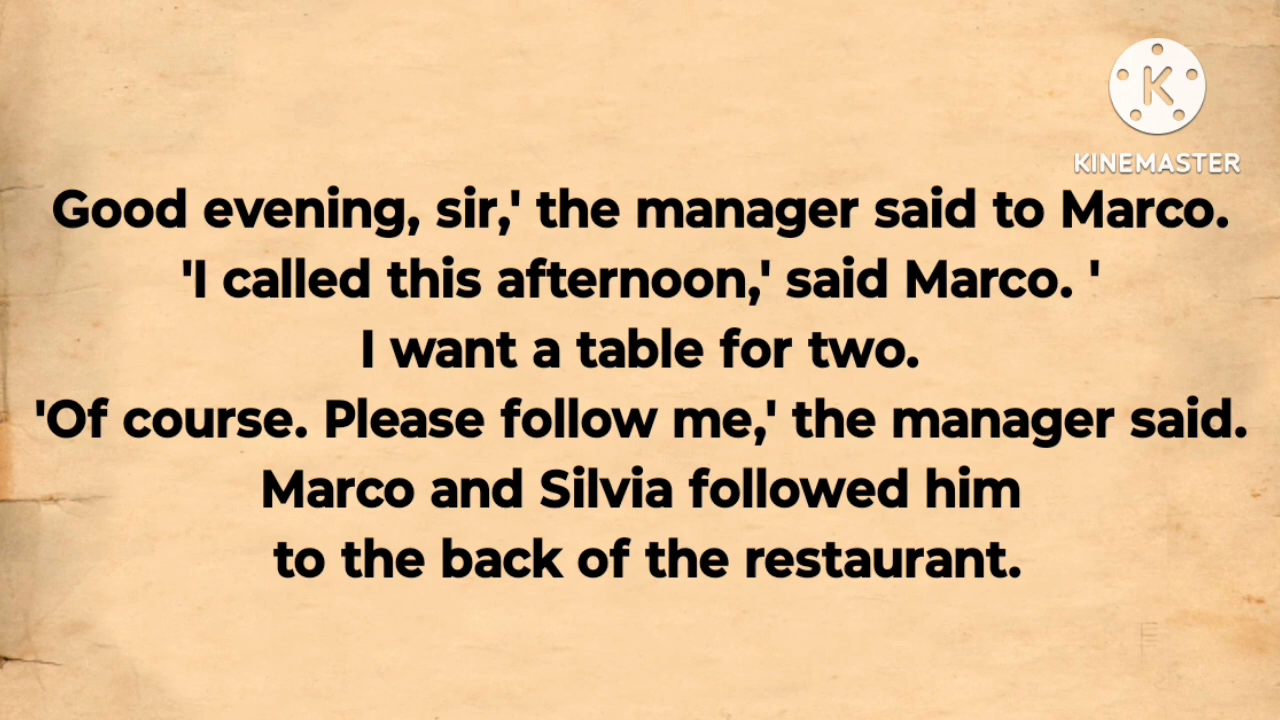 K
KINEMASTER
Good evening, sir,' the manager said to Marco.
'I called this afternoon,' said Marco. '
I want a table for two.
'Of course. Please follow me,' the manager said.
Marco and Silvia followed him
to the back of the restaurant.